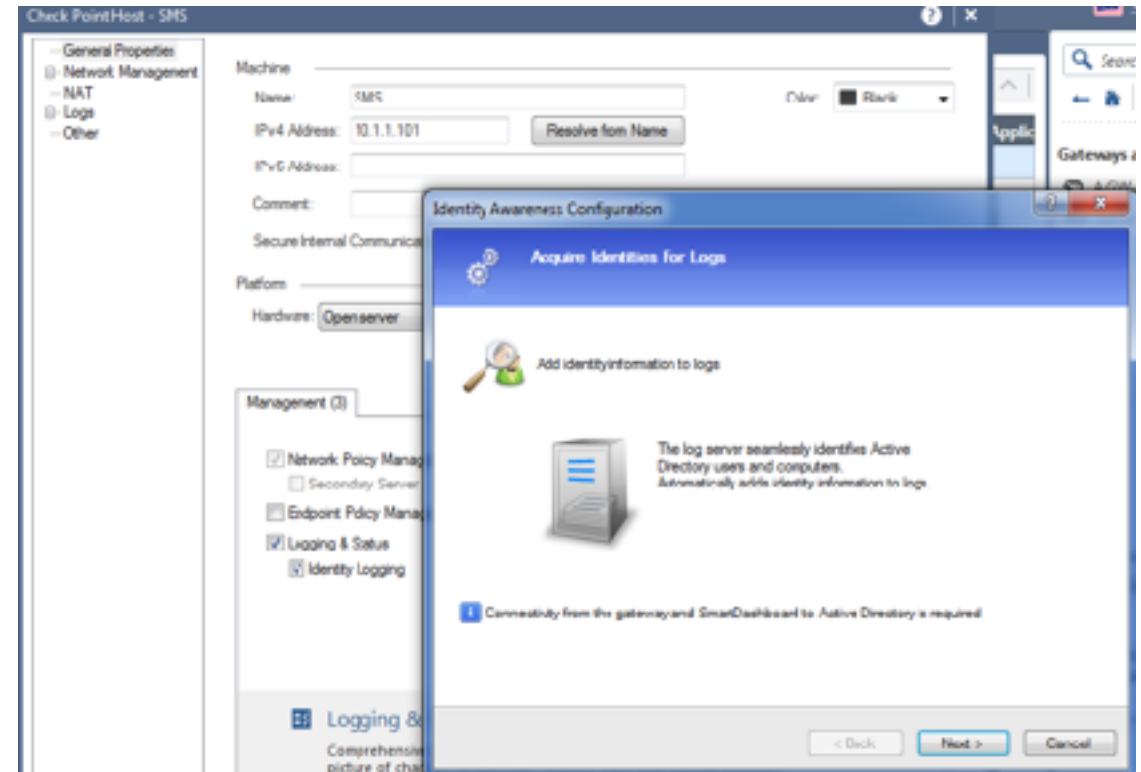 Check Point Host - SMS
General Properties
Network Management
NAT
Logs
Other
Machine
Name: SMS
Color: Black
IPv4 Address: 10.1.1.101
Resolve from Name
IPv6 Address:
Comment:
Secure Internal Communica
Platform
Hardware: Open server
Management (3)
Network Policy Manag
Secondary Server
Endpoint Policy Manag
Logging & Status
Identity Logging
Logging &
Comprehensive
picture of chan
Identity Awareness Configuration
Acquire Identities for Logs
Add identity information to logs
The log server seamlessly identifies Active
Directory users and computers.
Automatically adds identity information to logs
Connectivity from the gateway and SmartDashboard to Active Directory is required
< Back
Next >
Cancel
Searc
Applic
Gateways a